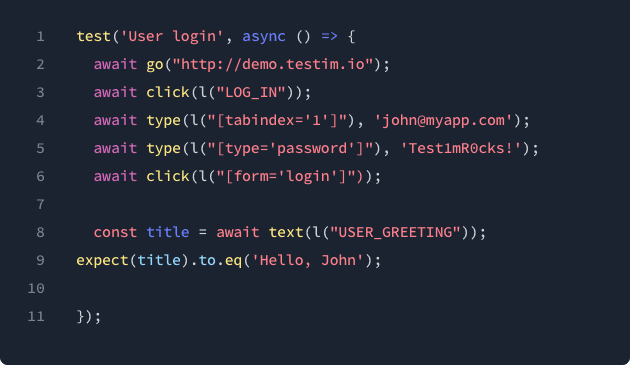 1 test('User login', async () => {
2 await go("http://demo.testim.io");
3 await click(l("LOG_IN"));
4 await type(l("[tabindex='1']"), 'john@myapp.com');
5 await type(l("[type='password']"), 'Test1mR0cks!');
6 await click(l("[form='login']"));
7
8 const title = await text(l("USER_GREETING"));
9 expect(title).to.eq('Hello, John');
10
11 });